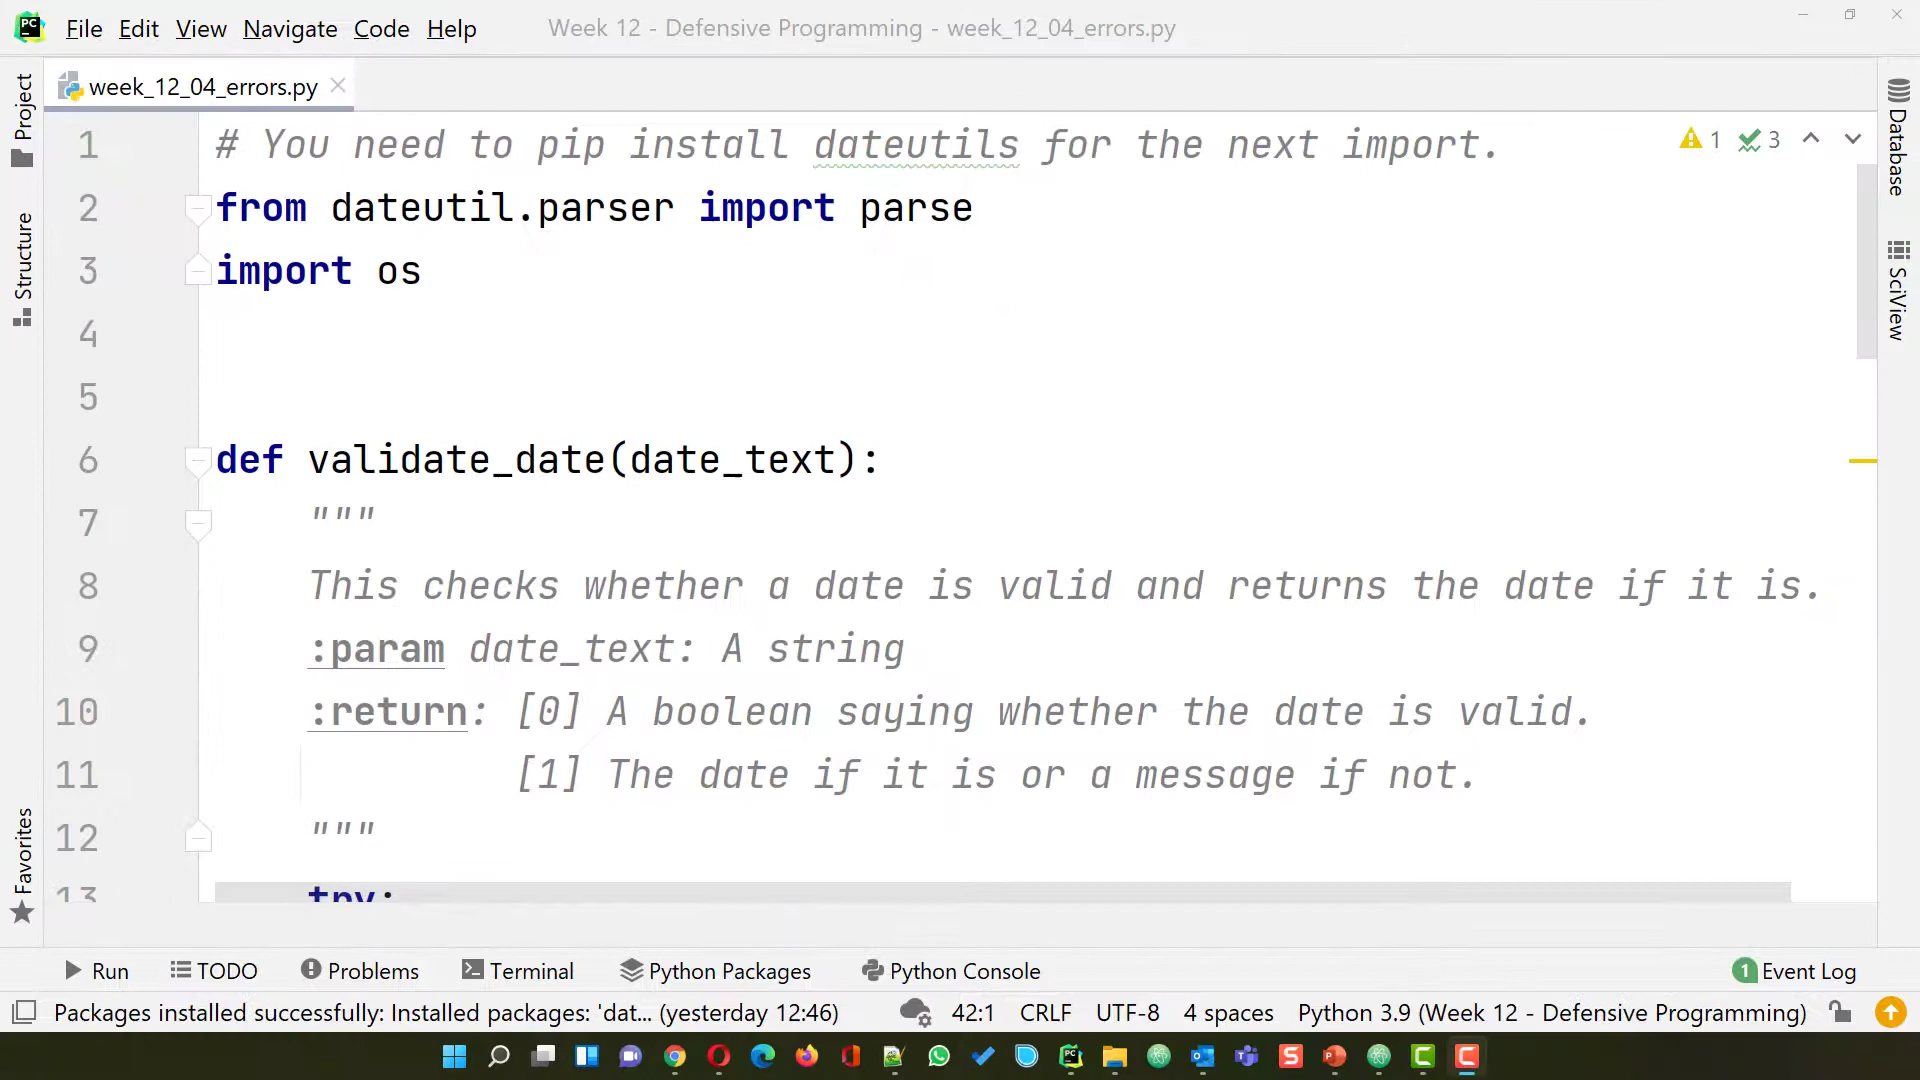 File Edit View Navigate Code Help Week 12 - Defensive Programming - week_12_04_errors.py
week_12_04_errors.py
Project
Structure
Favorites
Database
SciView
1 # You need to pip install dateutils for the next import.
1 3
2 from dateutil.parser import parse
3 import os
4
5
6 def validate_date(date_text):
7 """
8 This checks whether a date is valid and returns the date if it is.
9 :param date_text: A string
10 :return: [0] A boolean saying whether the date is valid.
11 [1] The date if it is or a message if not.
12 """
13 try:
Run TODO Problems Terminal Python Packages Python Console 1 Event Log
Packages installed successfully: Installed packages: 'dat... (yesterday 12:46) 42:1 CRLF UTF-8 4 spaces Python 3.9 (Week 12 - Defensive Programming)